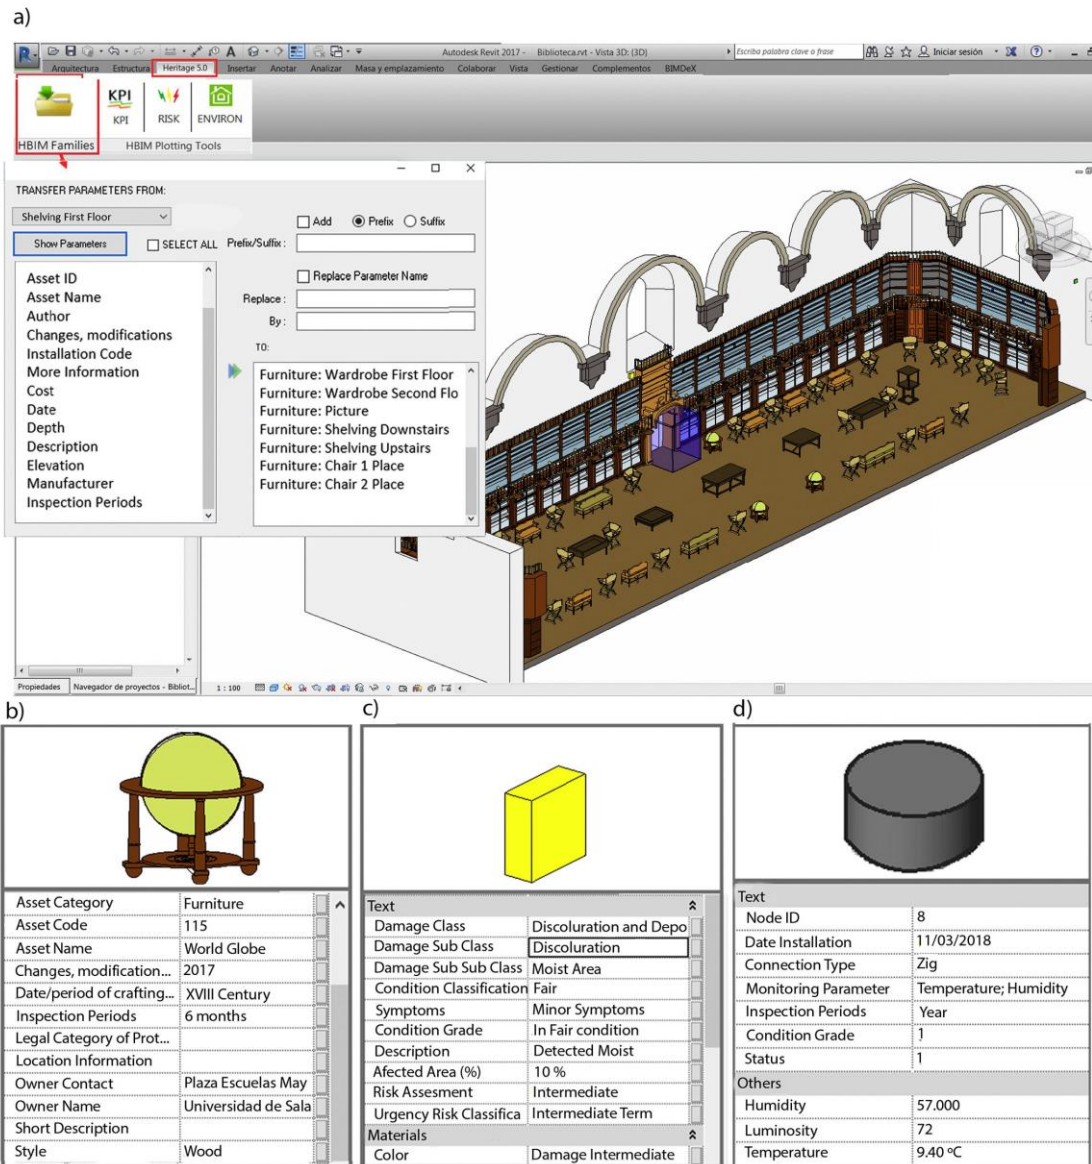 a)
Autodesk Revit 2017 - Biblioteca.rvt - Vista 3D: {3D}
Escriba palabra clave o frase
Iniciar sesión
Arquitectura Estructura Heritage 5.0 Insertar Anotar Analizar Masa y emplazamiento Colaborar Vista Gestionar Complementos BIMDeX
KPI
KPI RISK ENVIRON
HBIM Families HBIM Plotting Tools
TRANSFER PARAMETERS FROM:
Shelving First Floor
Add Prefix Suffix
Show Parameters SELECT ALL Prefix/Suffix :
Asset ID
Asset Name
Author
Changes, modifications
Installation Code
More Information
Cost
Date
Depth
Description
Elevation
Manufacturer
Inspection Periods
Replace Parameter Name
Replace :
By :
TO:
Furniture: Wardrobe First Floor
Furniture: Wardrobe Second Flo
Furniture: Picture
Furniture: Shelving Downstairs
Furniture: Shelving Upstairs
Furniture: Chair 1 Place
Furniture: Chair 2 Place
Propiedades Navegador de proyectos - Bibliot...
1 : 100
b)
Asset Category Furniture
Asset Code 115
Asset Name World Globe
Changes, modification... 2017
Date/period of crafting... XVIII Century
Inspection Periods 6 months
Legal Category of Prot...
Location Information
Owner Contact Plaza Escuelas May
Owner Name Universidad de Sala
Short Description
Style Wood
c)
Text
Damage Class Discoluration and Depo
Damage Sub Class Discoluration
Damage Sub Sub Class Moist Area
Condition Classification Fair
Symptoms Minor Symptoms
Condition Grade In Fair condition
Description Detected Moist
Afected Area (%) 10 %
Risk Assesment Intermediate
Urgency Risk Classifica Intermediate Term
Materials
Color Damage Intermediate
d)
Text
Node ID 8
Date Installation 11/03/2018
Connection Type Zig
Monitoring Parameter Temperature; Humidity
Inspection Periods Year
Condition Grade 1
Status 1
Others
Humidity 57.000
Luminosity 72
Temperature 9.40 ºC